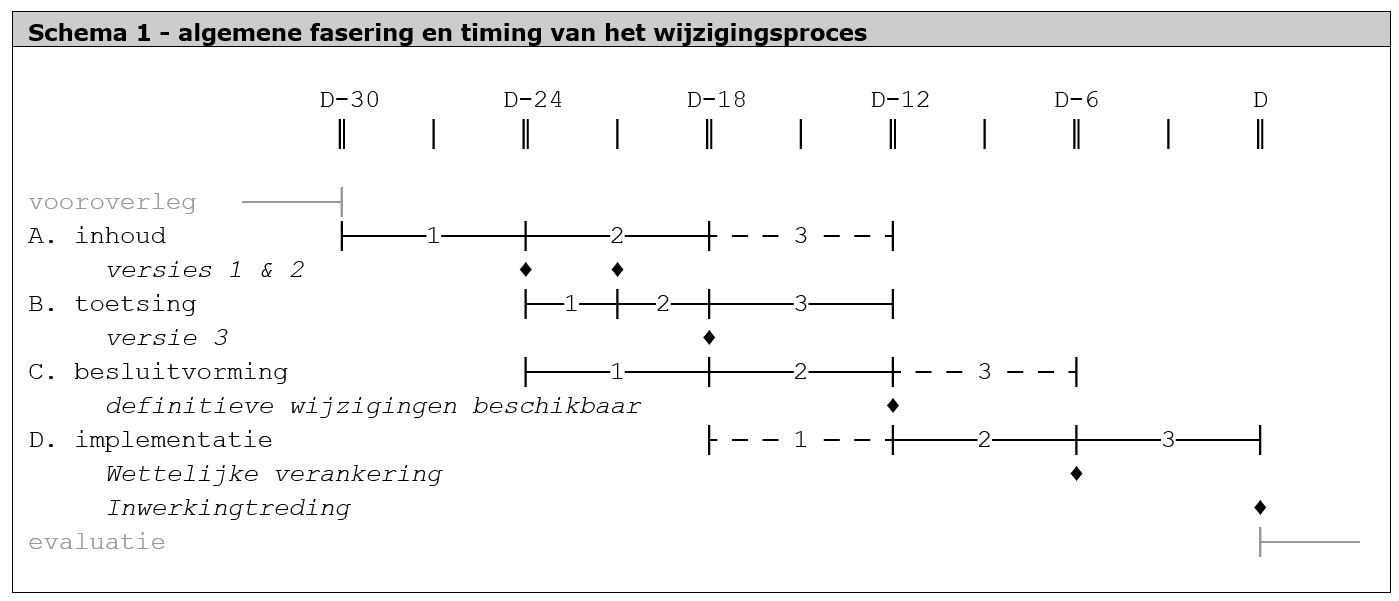 Schema 1 - algemene fasering en timing van het wijzigingsproces
D-30 D-24 D-18 D-12 D-6 D
vooroverleg
A. inhoud 1 2 3
versies 1 & 2
B. toetsing 1 2 3
versie 3
C. besluitvorming 1 2 3
definitieve wijzigingen beschikbaar
D. implementatie 1 2 3
Wettelijke verankering
Inwerkingtreding
evaluatie